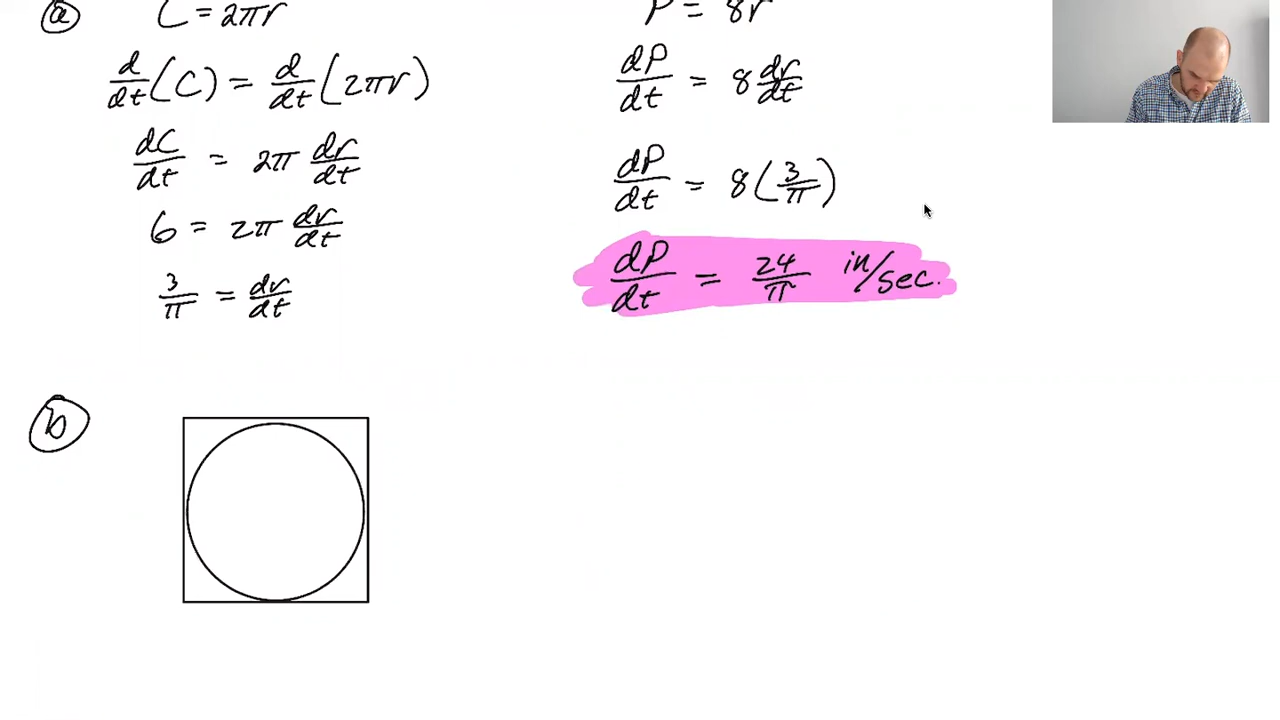 ⓐ C = 2πr
d/dt (C) = d/dt (2πr)
dC/dt = 2π dr/dt
6 = 2π dr/dt
3/π = dr/dt
P = 8r
dP/dt = 8 dr/dt
dP/dt = 8 (3/π)
dP/dt = 24/π in/sec.
ⓑ